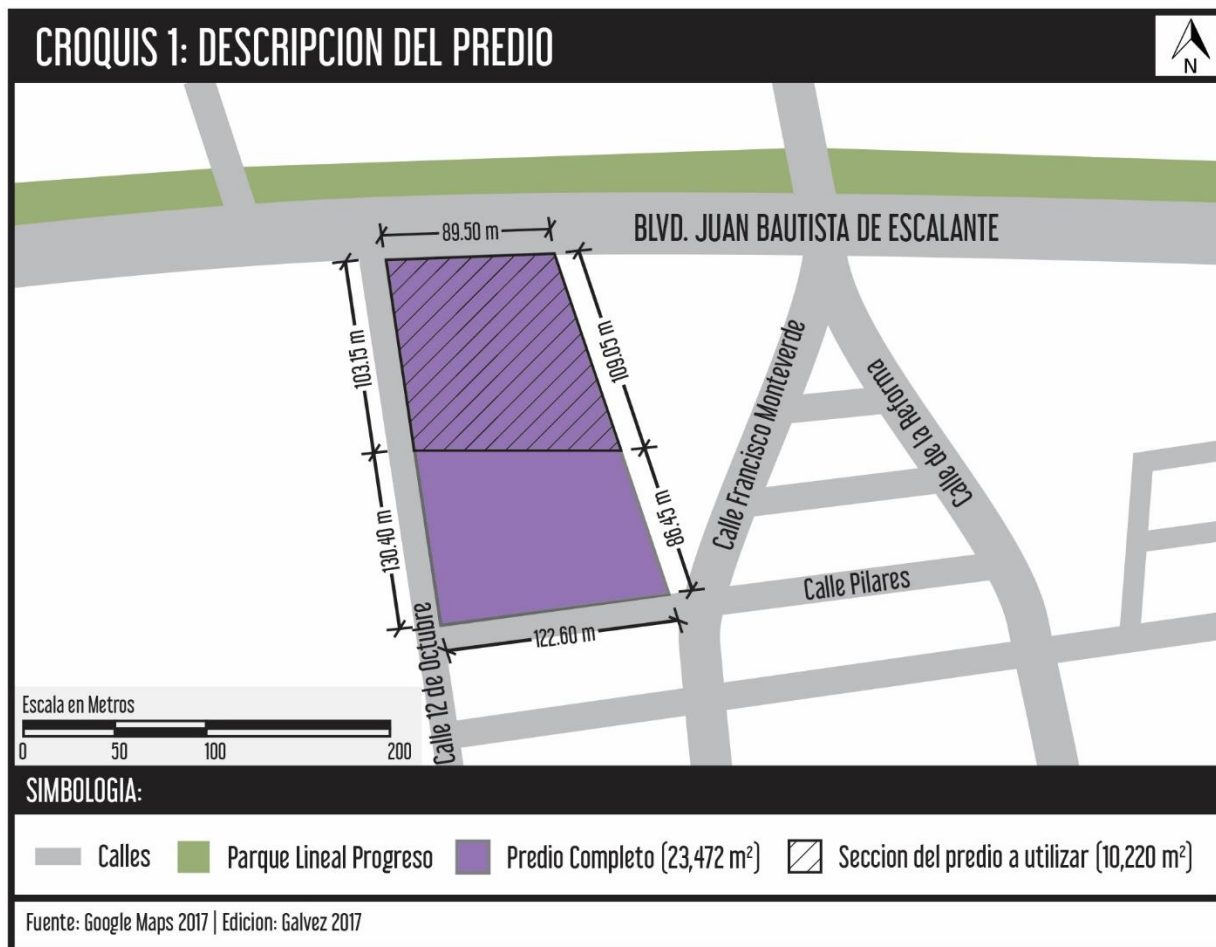 CROQUIS 1: DESCRIPCION DEL PREDIO
N
89.50 m
BLVD. JUAN BAUTISTA DE ESCALANTE
103.15 m
109.05 m
Calle Francisco Monteverde
Calle de la Reforma
130.40 m
86.45 m
Calle Pilares
122.60 m
Calle 12 de Octubre
Escala en Metros
0 50 100 200
SIMBOLOGIA:
Calles Parque Lineal Progreso Predio Completo (23,472 m²) Seccion del predio a utilizar (10,220 m²)
Fuente: Google Maps 2017 | Edicion: Galvez 2017